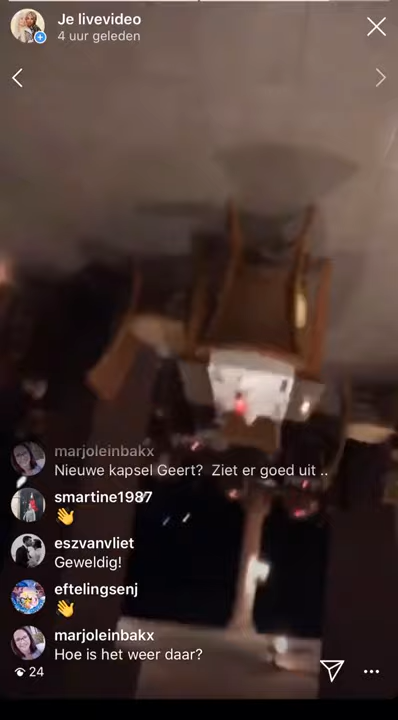 Je livevideo
4 uur geleden
marjoleinbakx
Nieuwe kapsel Geert? Ziet er goed uit ..
smartine1987
👋
eszvanvliet
Geweldig!
eftelingsenj
👋
marjoleinbakx
Hoe is het weer daar?
24